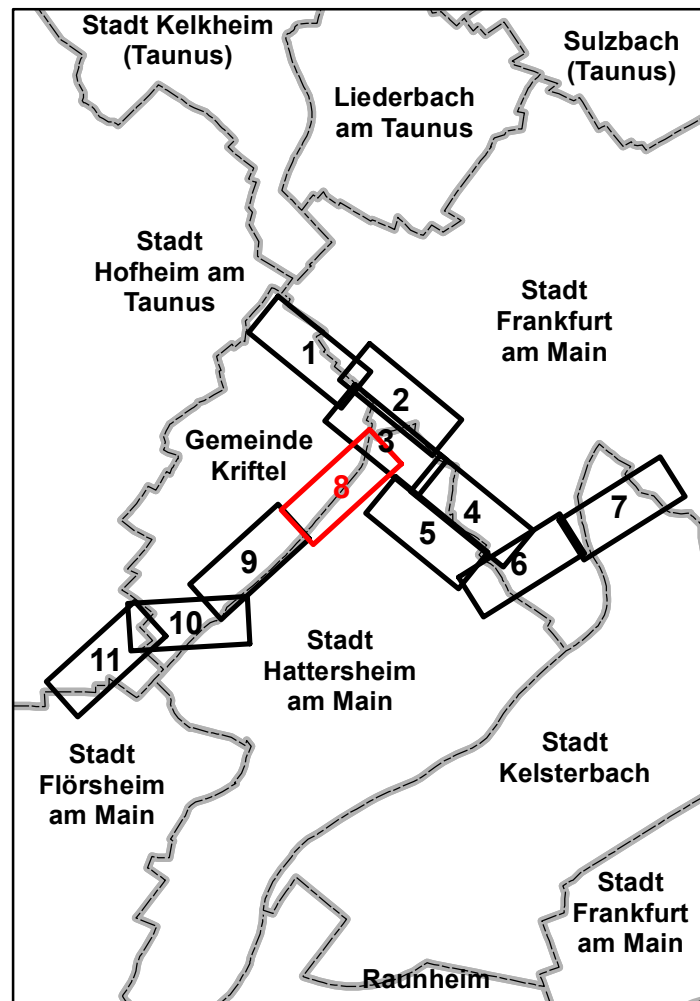 Stadt Kelkheim
(Taunus)
Sulzbach
(Taunus)
Liederbach
am Taunus
Stadt
Hofheim am
Taunus
Stadt
Frankfurt
am Main
1
2
3
Gemeinde
Kriftel
8
4
7
5
6
9
10
11
Stadt
Hattersheim
am Main
Stadt
Flörsheim
am Main
Stadt
Kelsterbach
Stadt
Frankfurt
am Main
Raunheim